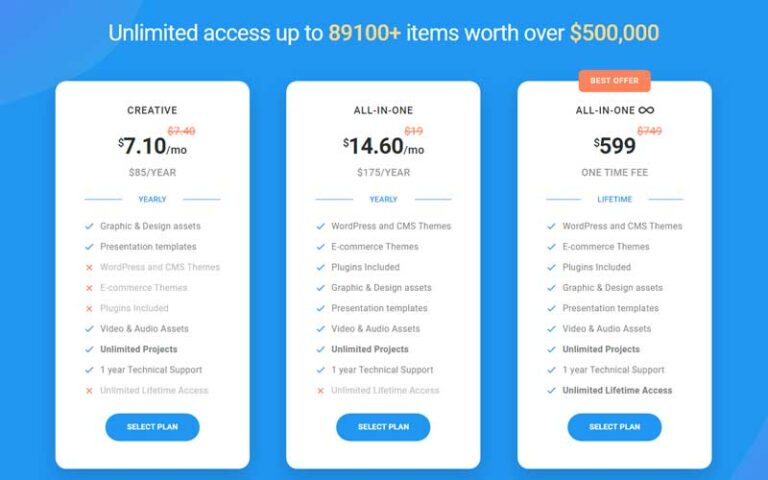 Unlimited access up to 89100+ items worth over $500,000
CREATIVE
$7.40
$7.10/mo
$85/YEAR
YEARLY
Graphic & Design assets
Presentation templates
WordPress and CMS Themes
E-commerce Themes
Plugins Included
Video & Audio Assets
Unlimited Projects
1 year Technical Support
Unlimited Lifetime Access
SELECT PLAN
ALL-IN-ONE
$19
$14.60/mo
$175/YEAR
YEARLY
WordPress and CMS Themes
E-commerce Themes
Plugins Included
Graphic & Design assets
Presentation templates
Video & Audio Assets
Unlimited Projects
1 year Technical Support
Unlimited Lifetime Access
SELECT PLAN
BEST OFFER
ALL-IN-ONE ∞
$749
$599
ONE TIME FEE
LIFETIME
WordPress and CMS Themes
E-commerce Themes
Plugins Included
Graphic & Design assets
Presentation templates
Video & Audio Assets
Unlimited Projects
1 year Technical Support
Unlimited Lifetime Access
SELECT PLAN